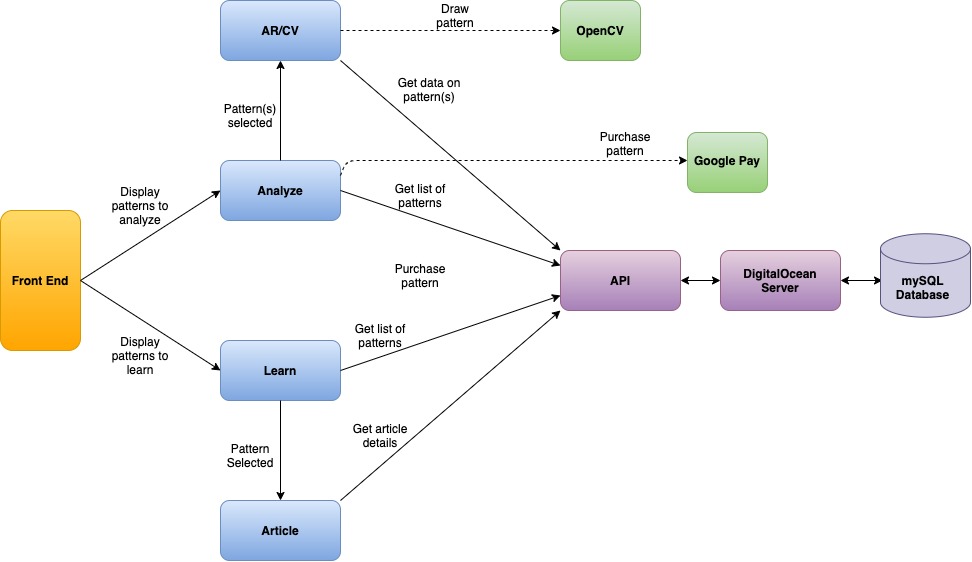 AR/CV
Draw
pattern
OpenCV
Get data on
pattern(s)
Pattern(s)
selected
Purchase
pattern
Google Pay
Analyze
Display
patterns to
analyze
Get list of
patterns
Front End
Purchase
pattern
API
DigitalOcean
Server
mySQL
Database
Display
patterns to
learn
Get list of
patterns
Learn
Get article
details
Pattern
Selected
Article